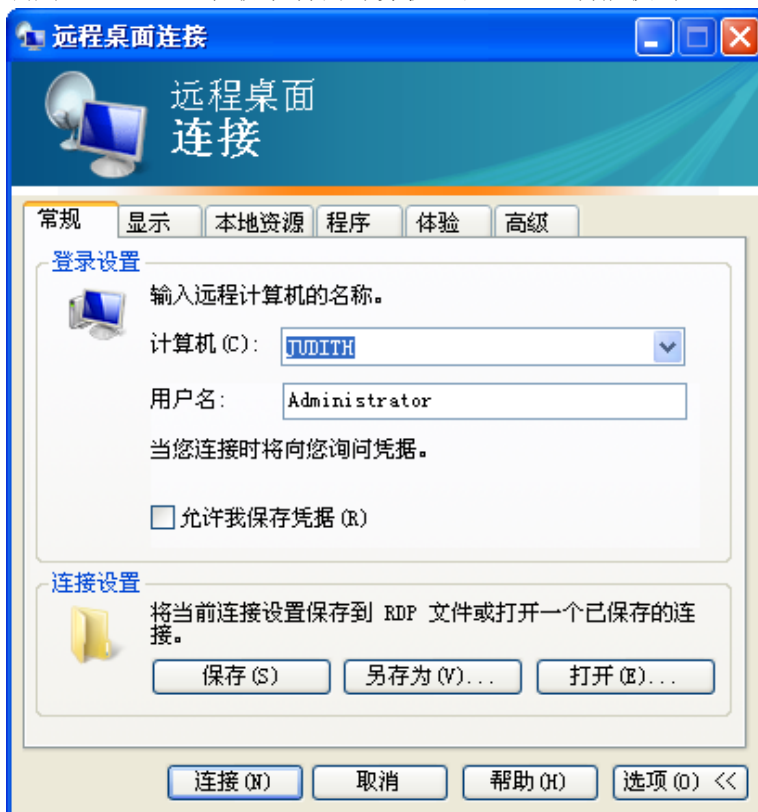 远程桌面连接
远程桌面
连接
常规 显示 本地资源 程序 体验 高级
登录设置
输入远程计算机的名称。
计算机(C): JUDITH
用户名: Administrator
当您连接时将向您询问凭据。
允许我保存凭据(R)
连接设置
将当前连接设置保存到 RDP 文件或打开一个已保存的连
接。
保存(S) 另存为(V)... 打开(E)...
连接(N) 取消 帮助(H) 选项(O) <<